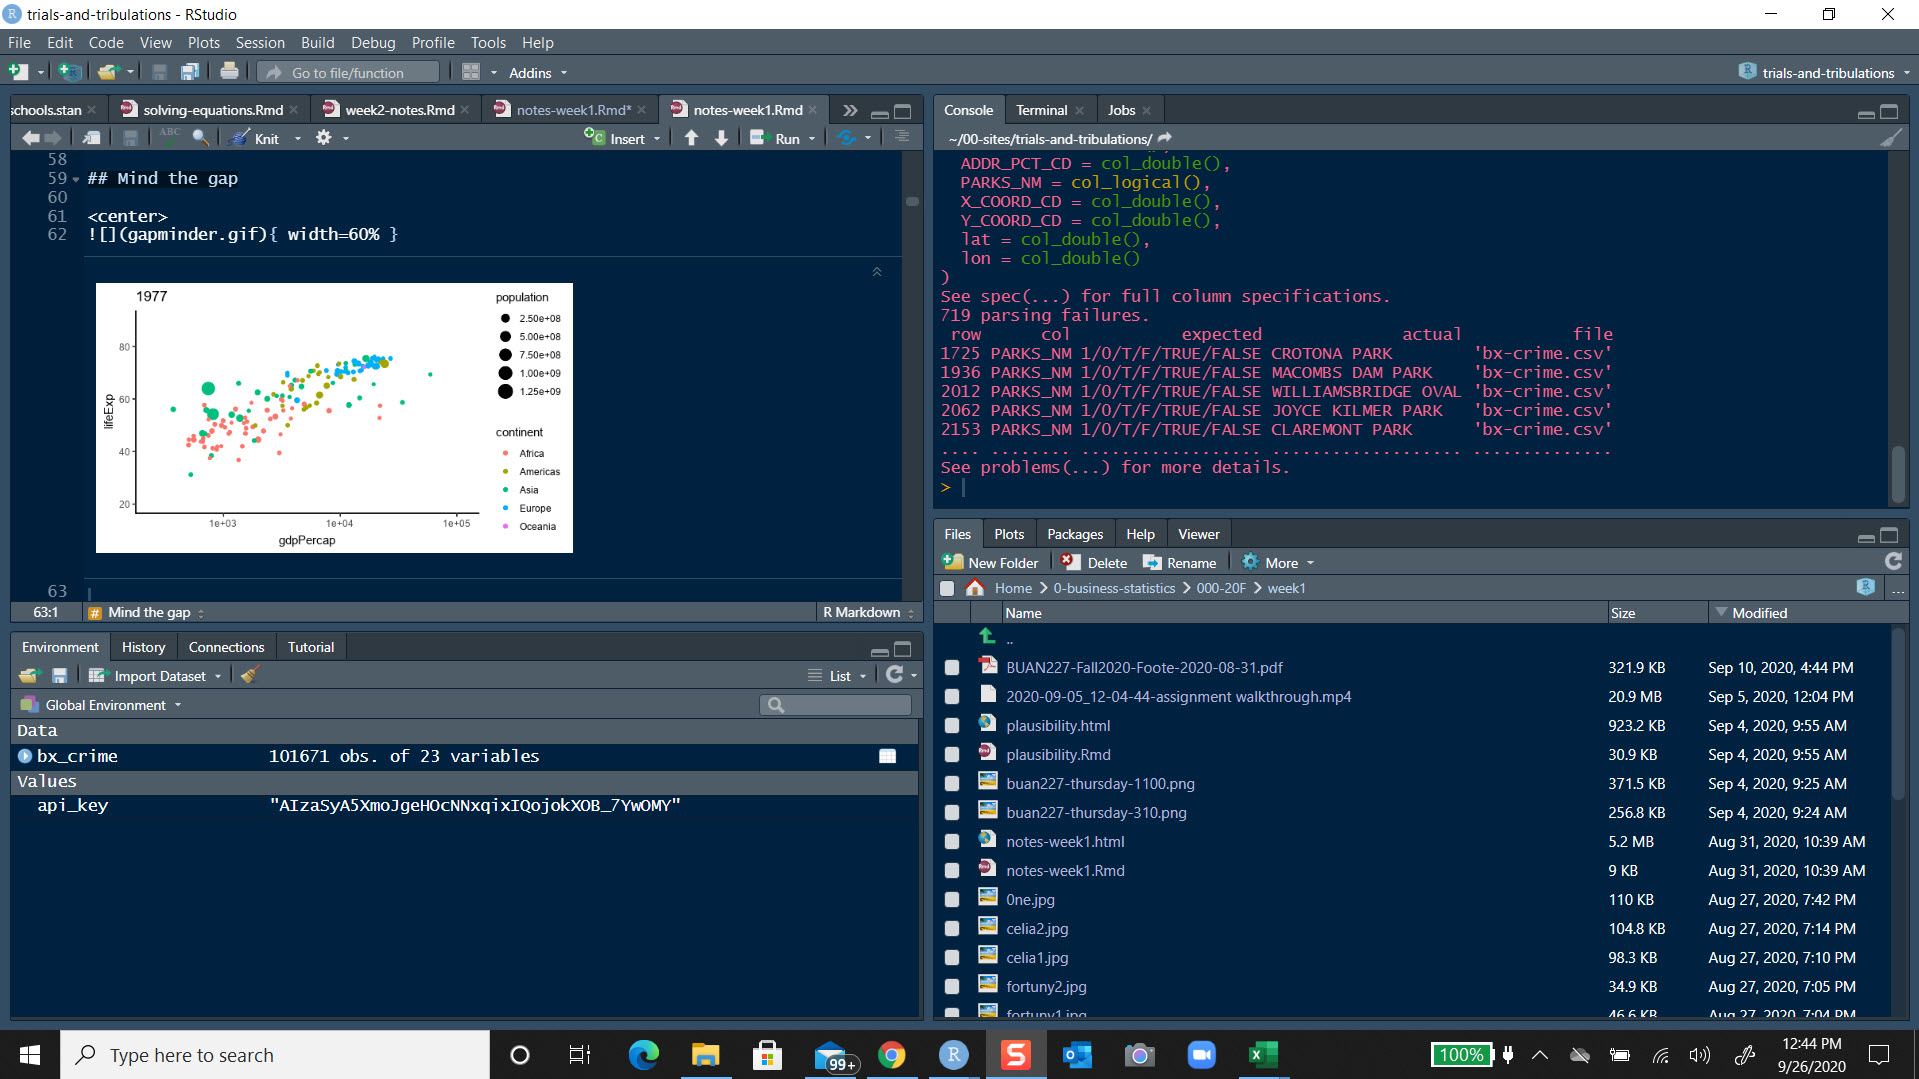 trials-and-tribulations - RStudio
File Edit Code View Plots Session Build Debug Profile Tools Help
Go to file/function Addins trials-and-tribulations
schools.stan solving-equations.Rmd week2-notes.Rmd notes-week1.Rmd* notes-week1.Rmd
ABC Knit Insert Run
58
59 ## Mind the gap
60
61 <center>
62 ![](gapminder.gif){ width=60% }
1977
population
2.50e+08
5.00e+08
7.50e+08
1.00e+09
1.25e+09
continent
Africa
Americas
Asia
Europe
Oceania
80
60
40
20
lifeExp
1e+03 1e+04 1e+05
gdpPercap
63
63:1 # Mind the gap R Markdown
Environment History Connections Tutorial
Import Dataset List
Global Environment
Data
bx_crime 101671 obs. of 23 variables
Values
api_key
Console Terminal Jobs
~/00-sites/trials-and-tribulations/
ADDR_PCT_CD = col_double(),
PARKS_NM = col_logical(),
X_COORD_CD = col_double(),
Y_COORD_CD = col_double(),
lat = col_double(),
lon = col_double()
)
See spec(...) for full column specifications.
719 parsing failures.
row col expected actual file
1725 PARKS_NM 1/0/T/F/TRUE/FALSE CROTONA PARK 'bx-crime.csv'
1936 PARKS_NM 1/0/T/F/TRUE/FALSE MACOMBS DAM PARK 'bx-crime.csv'
2012 PARKS_NM 1/0/T/F/TRUE/FALSE WILLIAMSBRIDGE OVAL 'bx-crime.csv'
2062 PARKS_NM 1/0/T/F/TRUE/FALSE JOYCE KILMER PARK 'bx-crime.csv'
2153 PARKS_NM 1/0/T/F/TRUE/FALSE CLAREMONT PARK 'bx-crime.csv'
.... ........ .................. ................... ..............
See problems(...) for more details.
>
Files Plots Packages Help Viewer
New Folder Delete Rename More
Home > 0-business-statistics > 000-20F > week1 ...
Name Size Modified
..
BUAN227-Fall2020-Foote-2020-08-31.pdf 321.9 KB Sep 10, 2020, 4:44 PM
2020-09-05_12-04-44-assignment walkthrough.mp4 20.9 MB Sep 5, 2020, 12:04 PM
plausibility.html 923.2 KB Sep 4, 2020, 9:55 AM
plausibility.Rmd 30.9 KB Sep 4, 2020, 9:55 AM
buan227-thursday-1100.png 371.5 KB Sep 4, 2020, 9:25 AM
buan227-thursday-310.png 256.8 KB Sep 4, 2020, 9:24 AM
notes-week1.html 5.2 MB Aug 31, 2020, 10:39 AM
notes-week1.Rmd 9 KB Aug 31, 2020, 10:39 AM
0ne.jpg 110 KB Aug 27, 2020, 7:42 PM
celia2.jpg 104.8 KB Aug 27, 2020, 7:14 PM
celia1.jpg 98.3 KB Aug 27, 2020, 7:10 PM
fortuny2.jpg 34.9 KB Aug 27, 2020, 7:05 PM
fortuny1.jpg 46.6 KB Aug 27, 2020, 7:04 PM
Type here to search 99+ 100% 12:44 PM
9/26/2020